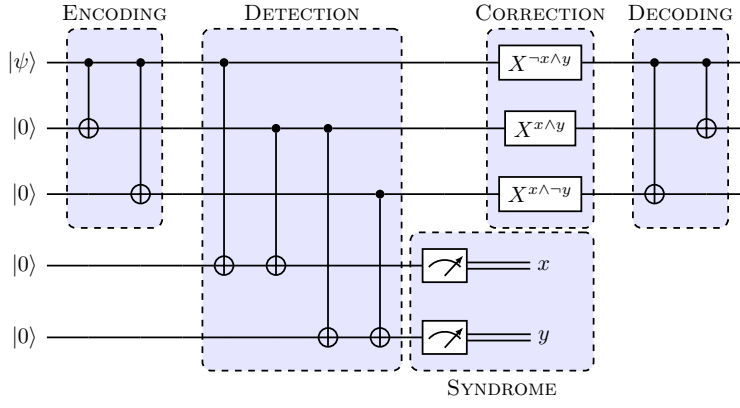 ENCODING DETECTION CORRECTION DECODING
|ψ⟩ X^{¬x∧y}
|0⟩ X^{x∧y}
|0⟩ X^{x∧¬y}
|0⟩ x
|0⟩ y
SYNDROME